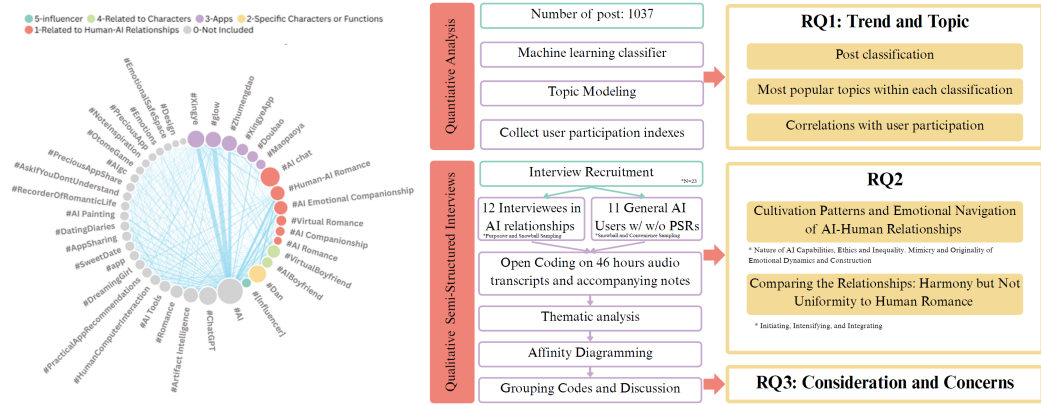 5-influencer 4-Related to Characters 3-Apps 2-Specific Characters or Functions
1-Related to Human-AI Relationships 0-Not Included
#Xingye
#glow
#Zhumengdao
#XingyeApp
#Doubao
#Maopaoya
#AI chat
#Human-AI Romance
#AI Emotional Companionship
#Virtual Romance
#AI Companionship
#AI Romance
#VirtualBoyfriend
#AIBoyfriend
#Dan
#[Influencer]
#AI
#ChatGPT
#Artifact Intelligence
#Romance
#AI Tools
#HumanComputerInteraction
#PracticalAppRecommendations
#DreamingGirl
#app
#SweetDate
#AppSharing
#DatingDiaries
#AI Painting
#RecorderOfRomanticLife
#AskIfYouDontUnderstand
#PreciousAppShare
#Aigc
#OtomeGame
#NoteInspiration
#PreciousApp
#Emotions
#EmotionalSafeSpace
#Design
Quantiative Analysis
Number of post: 1037
Machine learning classifier
Topic Modeling
Collect user participation indexes
RQ1: Trend and Topic
Post classification
Most popular topics within each classification
Correlations with user participation
Qualitative Semi-Structured Interviews
Interview Recruitment
*N=23
12 Interviewees in
AI relationships
*Purposive and Snowball Sampling
11 General AI
Users w/ w/o PSRs
*Snowball and Convenience Sampling
Open Coding on 46 hours audio
transcripts and accompanying notes
Thematic analysis
Affinity Diagramming
Grouping Codes and Discussion
RQ2
Cultivation Patterns and Emotional Navigation
of AI-Human Relationships
* Nature of AI Capabilities, Ethics and Inequality. Mimicry and Originality of
Emotional Dynamics and Construction
Comparing the Relationships: Harmony but Not
Uniformity to Human Romance
* Initiating, Intensifying, and Integrating
RQ3: Consideration and Concerns